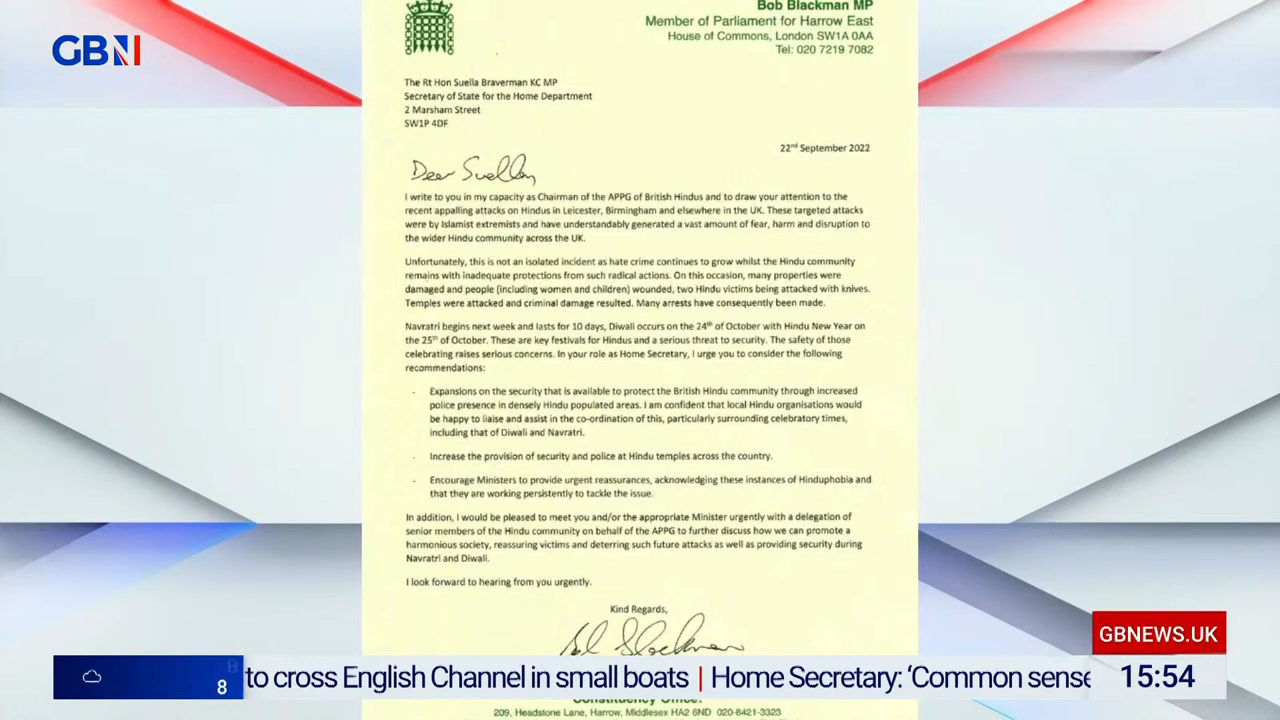 GBN
Bob Blackman MP
Member of Parliament for Harrow East
House of Commons, London SW1A 0AA
Tel: 020 7219 7082
The Rt Hon Suella Braverman KC MP
Secretary of State for the Home Department
2 Marsham Street
SW1P 4DF
22nd September 2022
Dear Suella,
I write to you in my capacity as Chairman of the APPG of British Hindus and to draw your attention to the
recent appalling attacks on Hindus in Leicester, Birmingham and elsewhere in the UK. These targeted attacks
were by Islamist extremists and have understandably generated a vast amount of fear, harm and disruption to
the wider Hindu community across the UK.
Unfortunately, this is not an isolated incident as hate crime continues to grow whilst the Hindu community
remains with inadequate protections from such radical actions. On this occasion, many properties were
damaged and people (including women and children) wounded, two Hindu victims being attacked with knives.
Temples were attacked and criminal damage resulted. Many arrests have consequently been made.
Navratri begins next week and lasts for 10 days, Diwali occurs on the 24th of October with Hindu New Year on
the 25th of October. These are key festivals for Hindus and a serious threat to security. The safety of those
celebrating raises serious concerns. In your role as Home Secretary, I urge you to consider the following
recommendations:
- Expansions on the security that is available to protect the British Hindu community through increased
police presence in densely Hindu populated areas. I am confident that local Hindu organisations would
be happy to liaise and assist in the co-ordination of this, particularly surrounding celebratory times,
including that of Diwali and Navratri.
- Increase the provision of security and police at Hindu temples across the country.
- Encourage Ministers to provide urgent reassurances, acknowledging these instances of Hinduphobia and
that they are working persistently to tackle the issue.
In addition, I would be pleased to meet you and/or the appropriate Minister urgently with a delegation of
senior members of the Hindu community on behalf of the APPG to further discuss how we can promote a
harmonious society, reassuring victims and deterring such future attacks as well as providing security during
Navratri and Diwali.
I look forward to hearing from you urgently.
Kind Regards,
Bob Blackman
GBNEWS.UK
8
to cross English Channel in small boats | Home Secretary: ‘Common sense
15:54
Constituency Office:
209, Headstone Lane, Harrow, Middlesex HA2 6ND 020-8421-3323